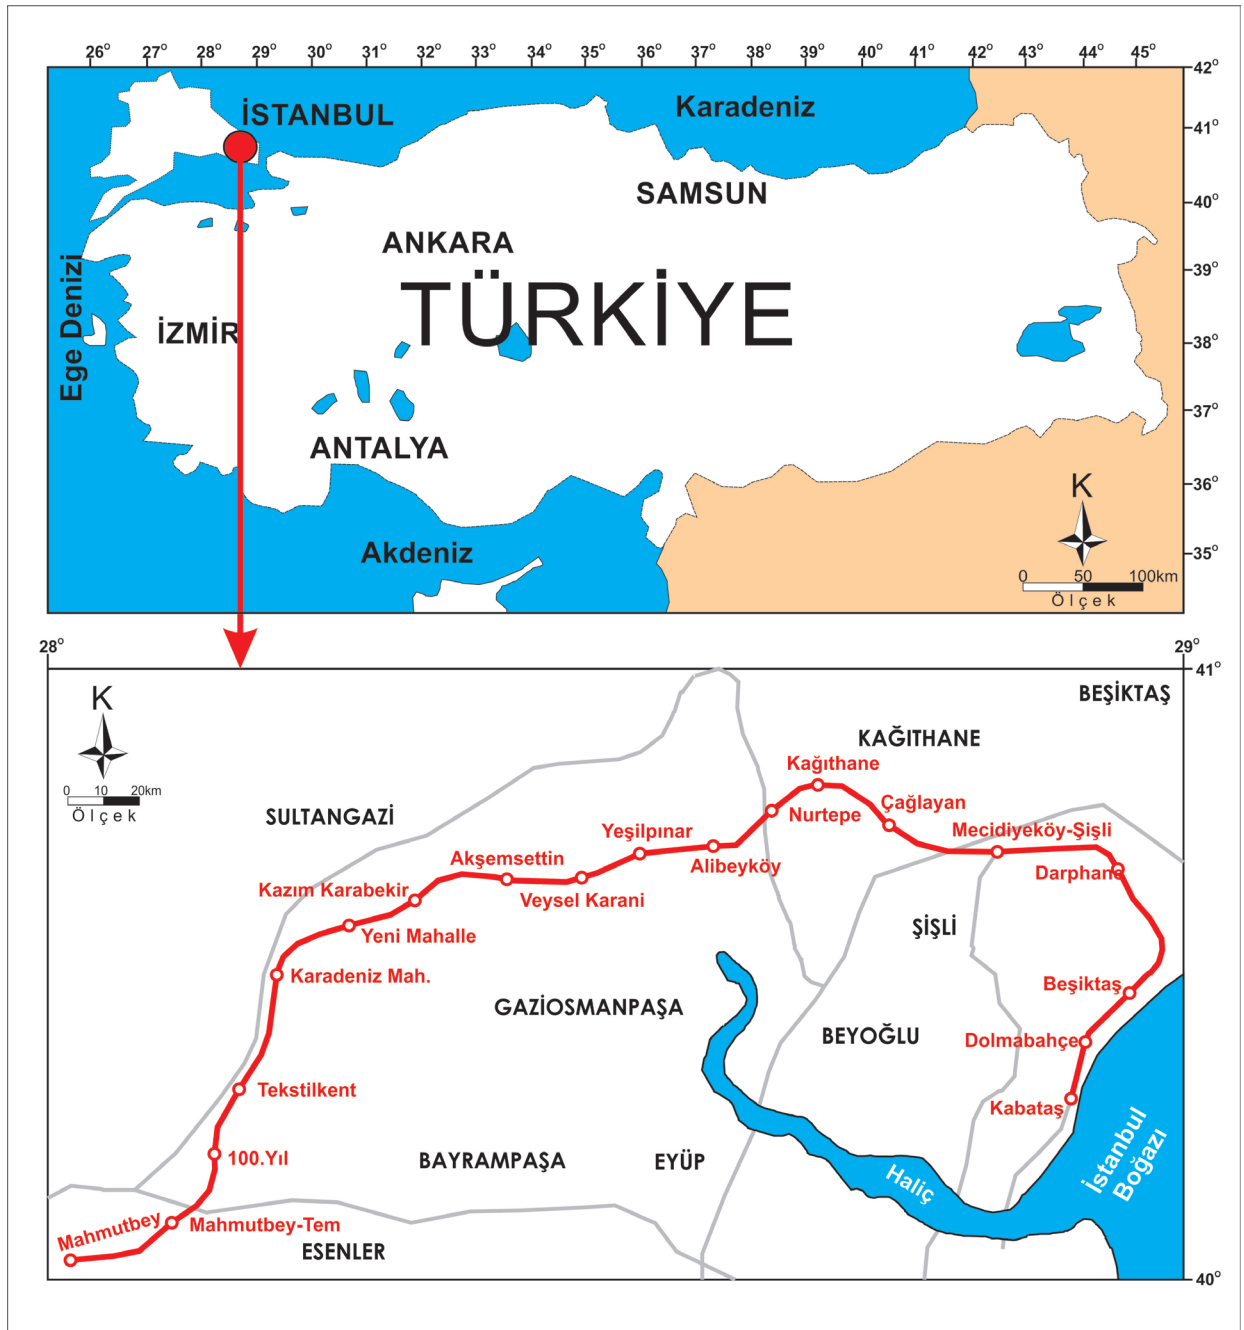 26° 27° 28° 29° 30° 31° 32° 33° 34° 35° 36° 37° 38° 39° 40° 41° 42° 43° 44° 45°
42°
İSTANBUL
Karadeniz
41°
SAMSUN
40°
ANKARA
39°
Ege Denizi
TÜRKİYE
İZMİR
38°
37°
ANTALYA
K
36°
Akdeniz
35°
0 50 100km
Ölçek
28°
29°
41°
K
BEŞİKTAŞ
KAĞITHANE
Kağıthane
0 10 20km
Ölçek
SULTANGAZİ
Çağlayan
Nurtepe
Yeşilpınar
Mecidiyeköy-Şişli
Akşemsettin
Alibeyköy
Darphane
Kazım Karabekir
Veysel Karani
Yeni Mahalle
ŞİŞLİ
Karadeniz Mah.
Beşiktaş
GAZİOSMANPAŞA
BEYOĞLU
Dolmabahçe
Tekstilkent
Kabataş
100.Yıl
BAYRAMPAŞA
EYÜP
Haliç
İstanbul
Boğazı
Mahmutbey
Mahmutbey-Tem
ESENLER
40°